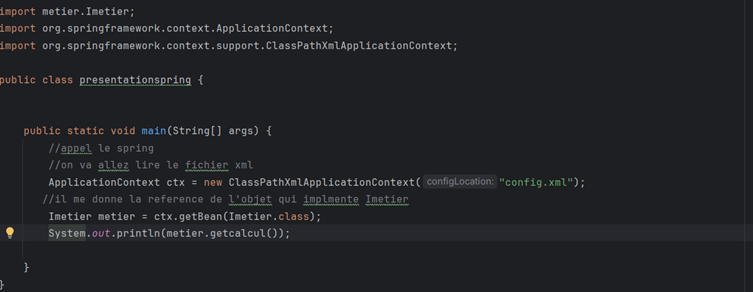 import metier.Imetier;
import org.springframework.context.ApplicationContext;
import org.springframework.context.support.ClassPathXmlApplicationContext;
public class presentationspring {
public static void main(String[] args) {
//appel le spring
//on va allez lire le fichier xml
ApplicationContext ctx = new ClassPathXmlApplicationContext( configLocation: "config.xml");
//il me donne la reference de l'objet qui implmente Imetier
Imetier metier = ctx.getBean(Imetier.class);
System.out.println(metier.getcalcul());
}
}